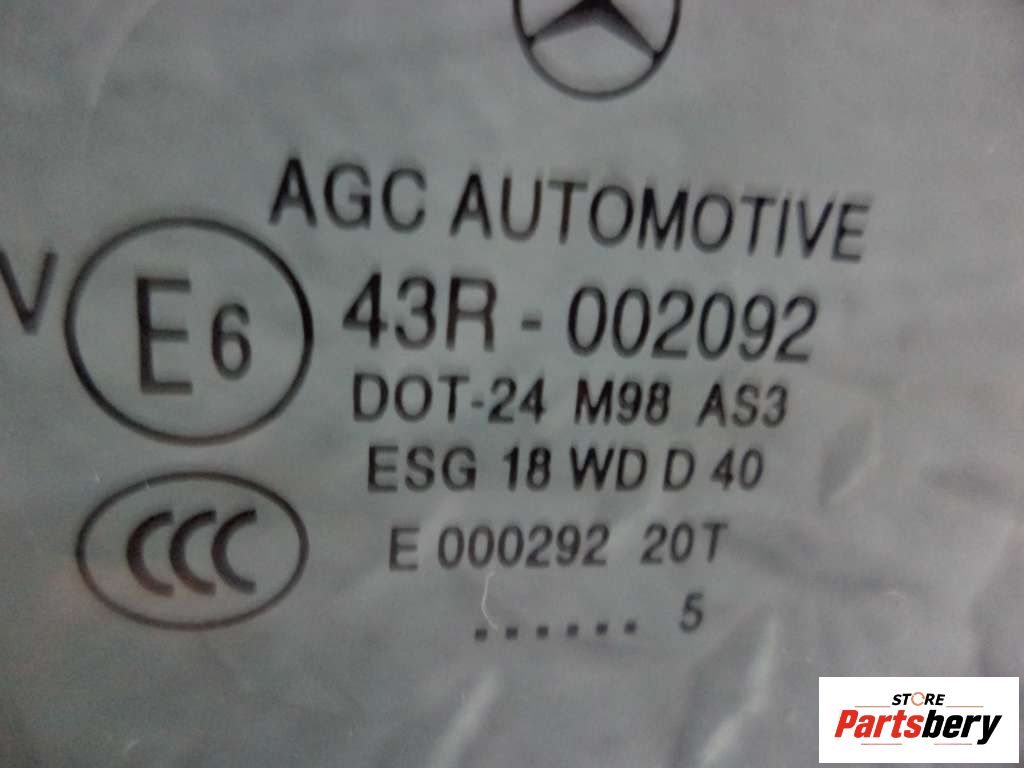 AGC AUTOMOTIVE
V
E6
43R - 002092
DOT-24 M98 AS3
ESG 18 WD D 40
CCC
E 000292 20T
...... 5
STORE
Partsbery